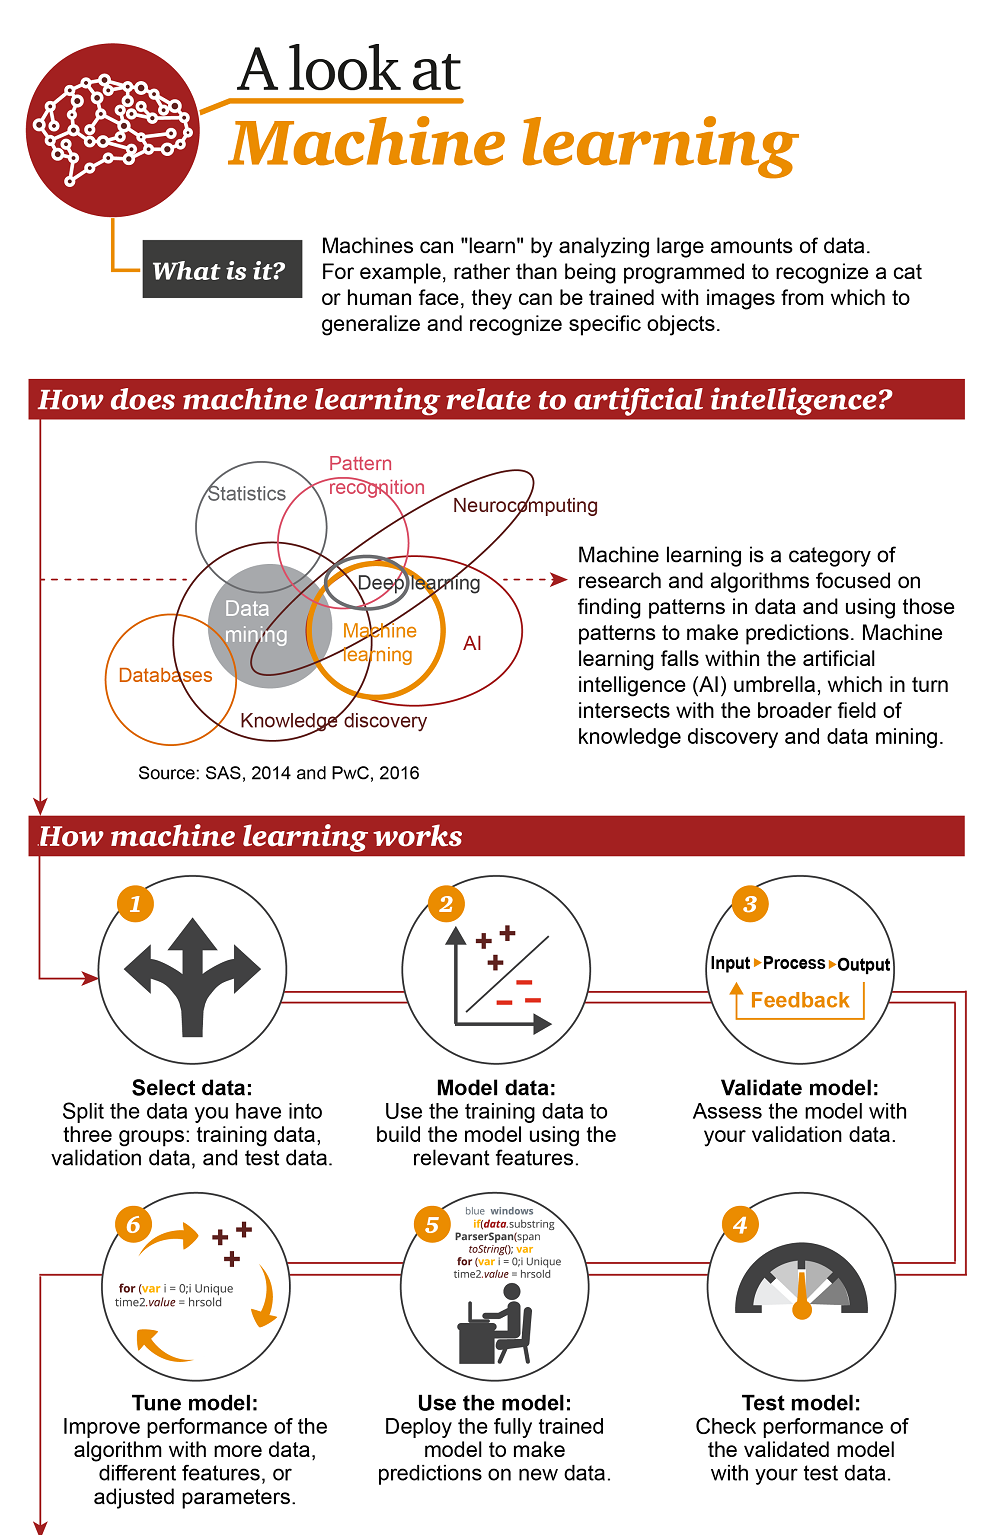 A look at
Machine learning
What is it?
Machines can "learn" by analyzing large amounts of data.
For example, rather than being programmed to recognize a cat
or human face, they can be trained with images from which to
generalize and recognize specific objects.
How does machine learning relate to artificial intelligence?
Pattern
recognition
Statistics
Neurocomputing
Deep learning
Data
mining
Machine
learning
AI
Databases
Knowledge discovery
Source: SAS, 2014 and PwC, 2016
Machine learning is a category of
research and algorithms focused on
finding patterns in data and using those
patterns to make predictions. Machine
learning falls within the artificial
intelligence (AI) umbrella, which in turn
intersects with the broader field of
knowledge discovery and data mining.
How machine learning works
1
Select data:
Split the data you have into
three groups: training data,
validation data, and test data.
2
Model data:
Use the training data to
build the model using the
relevant features.
3
Input Process Output
Feedback
Validate model:
Assess the model with
your validation data.
6
for (var i = 0;i Unique
time2.value = hrsold
Tune model:
Improve performance of the
algorithm with more data,
different features, or
adjusted parameters.
5
blue windows
if(data.substring
ParserSpan(span
toString(); var
for (var i = 0;i Unique
time2.value = hrsold
Use the model:
Deploy the fully trained
model to make
predictions on new data.
4
Test model:
Check performance of
the validated model
with your test data.